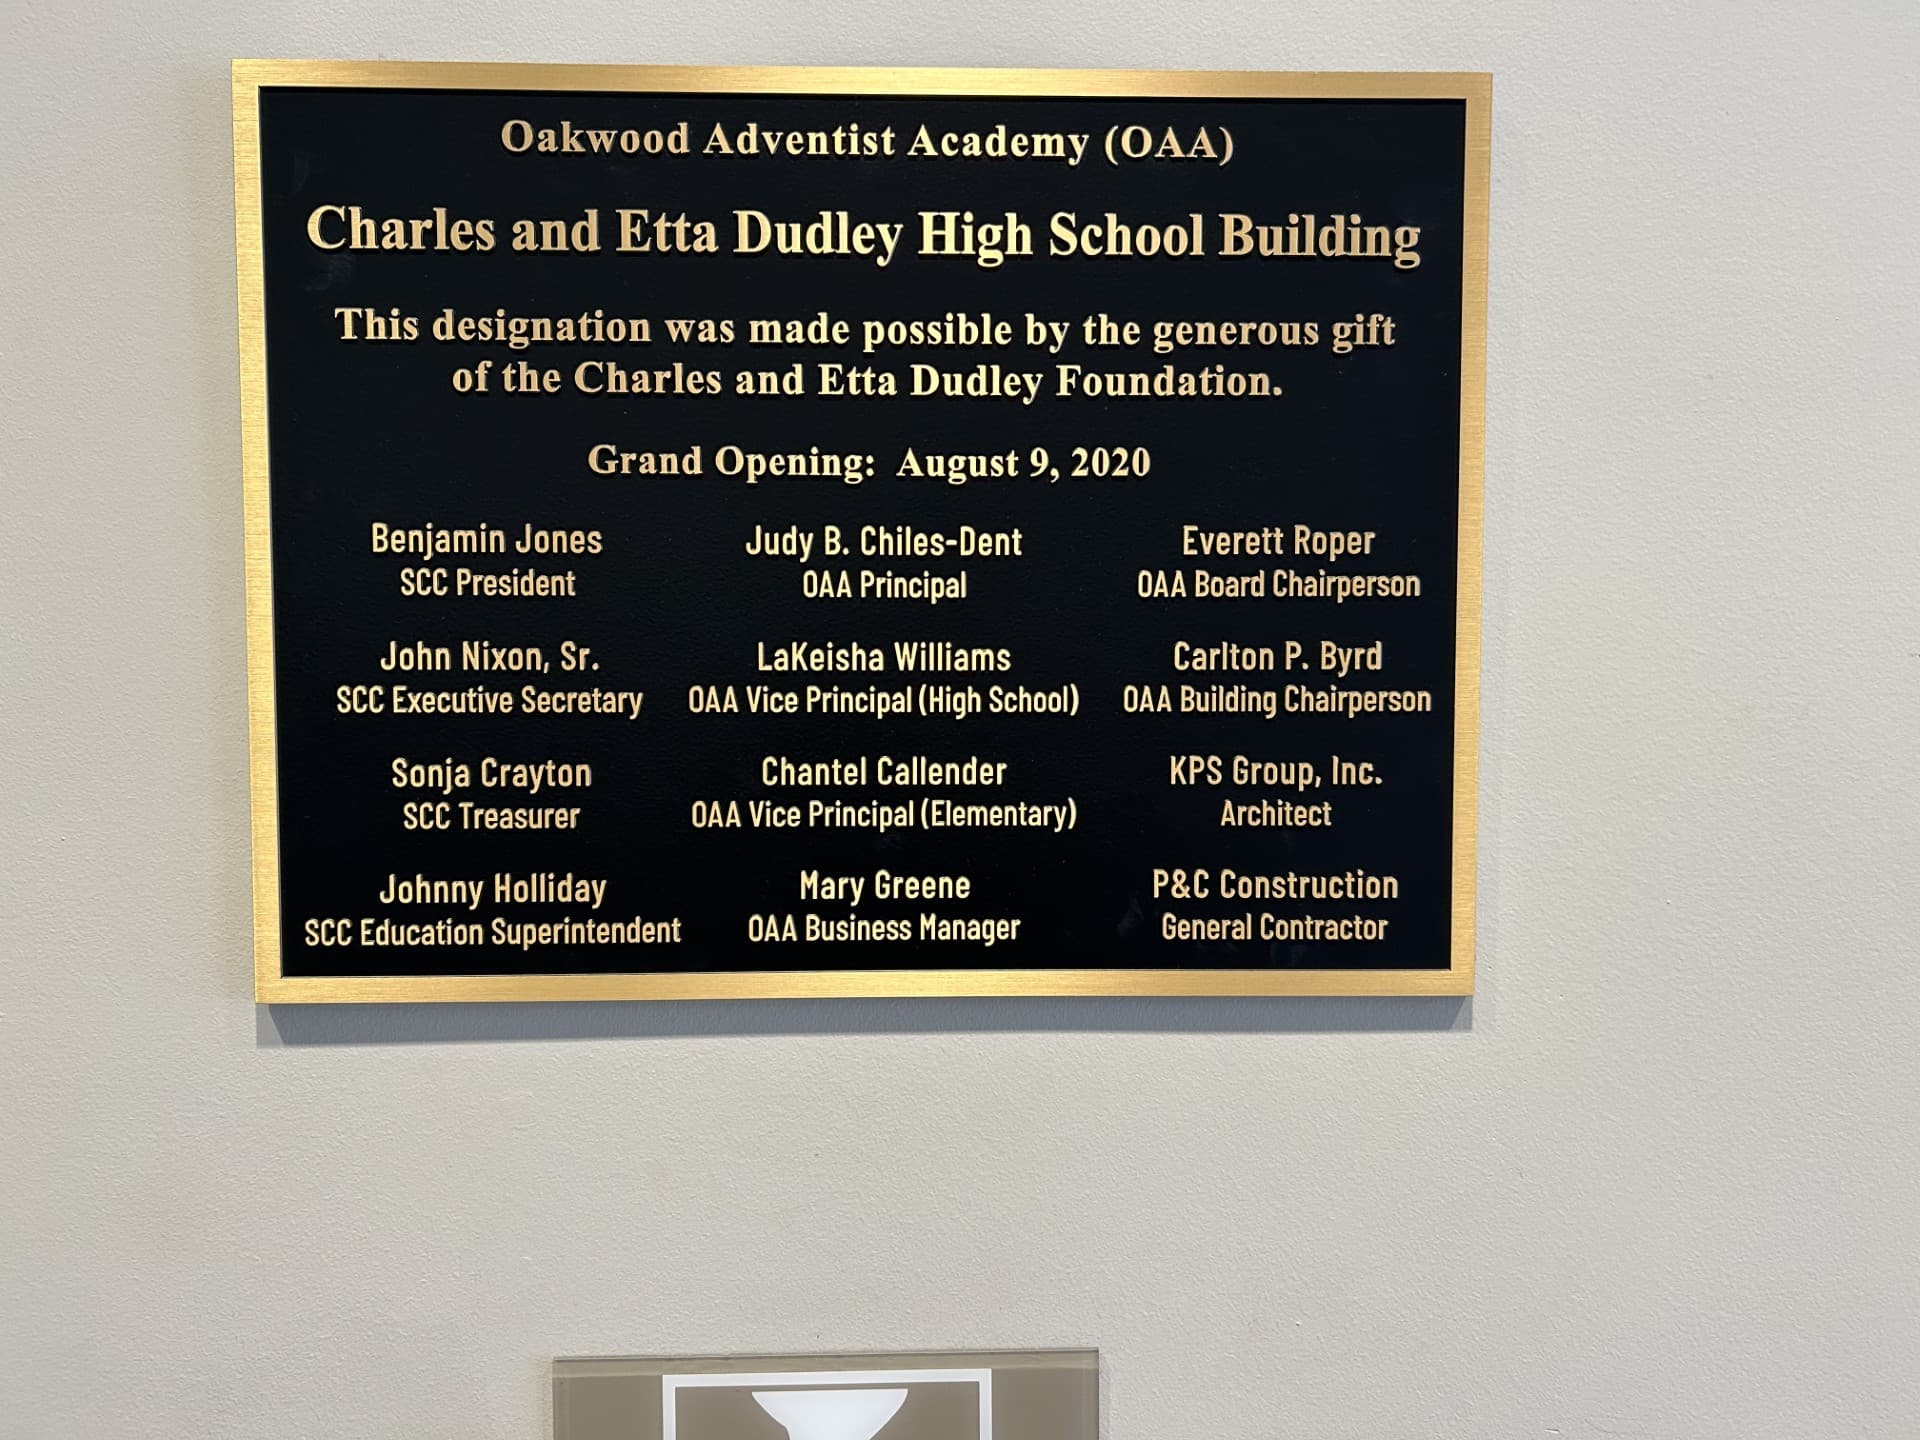 Oakwood Adventist Academy (OAA)
Charles and Etta Dudley High School Building
This designation was made possible by the generous gift
of the Charles and Etta Dudley Foundation.
Grand Opening: August 9, 2020
Benjamin Jones
SCC President
Judy B. Chiles-Dent
OAA Principal
Everett Roper
OAA Board Chairperson
John Nixon, Sr.
SCC Executive Secretary
LaKeisha Williams
OAA Vice Principal (High School)
Carlton P. Byrd
OAA Building Chairperson
Sonja Crayton
SCC Treasurer
Chantel Callender
OAA Vice Principal (Elementary)
KPS Group, Inc.
Architect
Johnny Holliday
SCC Education Superintendent
Mary Greene
OAA Business Manager
P&C Construction
General Contractor